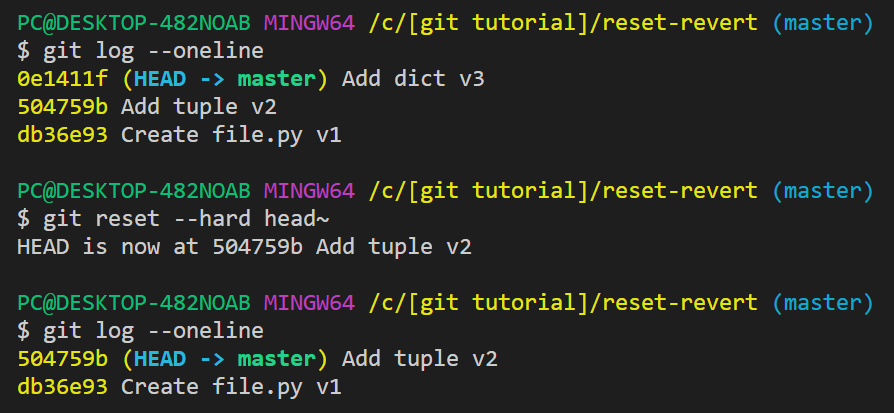 PC@DESKTOP-482NOAB MINGW64 /c/[git tutorial]/reset-revert (master)
$ git log --oneline
0e1411f (HEAD -> master) Add dict v3
504759b Add tuple v2
db36e93 Create file.py v1
PC@DESKTOP-482NOAB MINGW64 /c/[git tutorial]/reset-revert (master)
$ git reset --hard head~
HEAD is now at 504759b Add tuple v2
PC@DESKTOP-482NOAB MINGW64 /c/[git tutorial]/reset-revert (master)
$ git log --oneline
504759b (HEAD -> master) Add tuple v2
db36e93 Create file.py v1